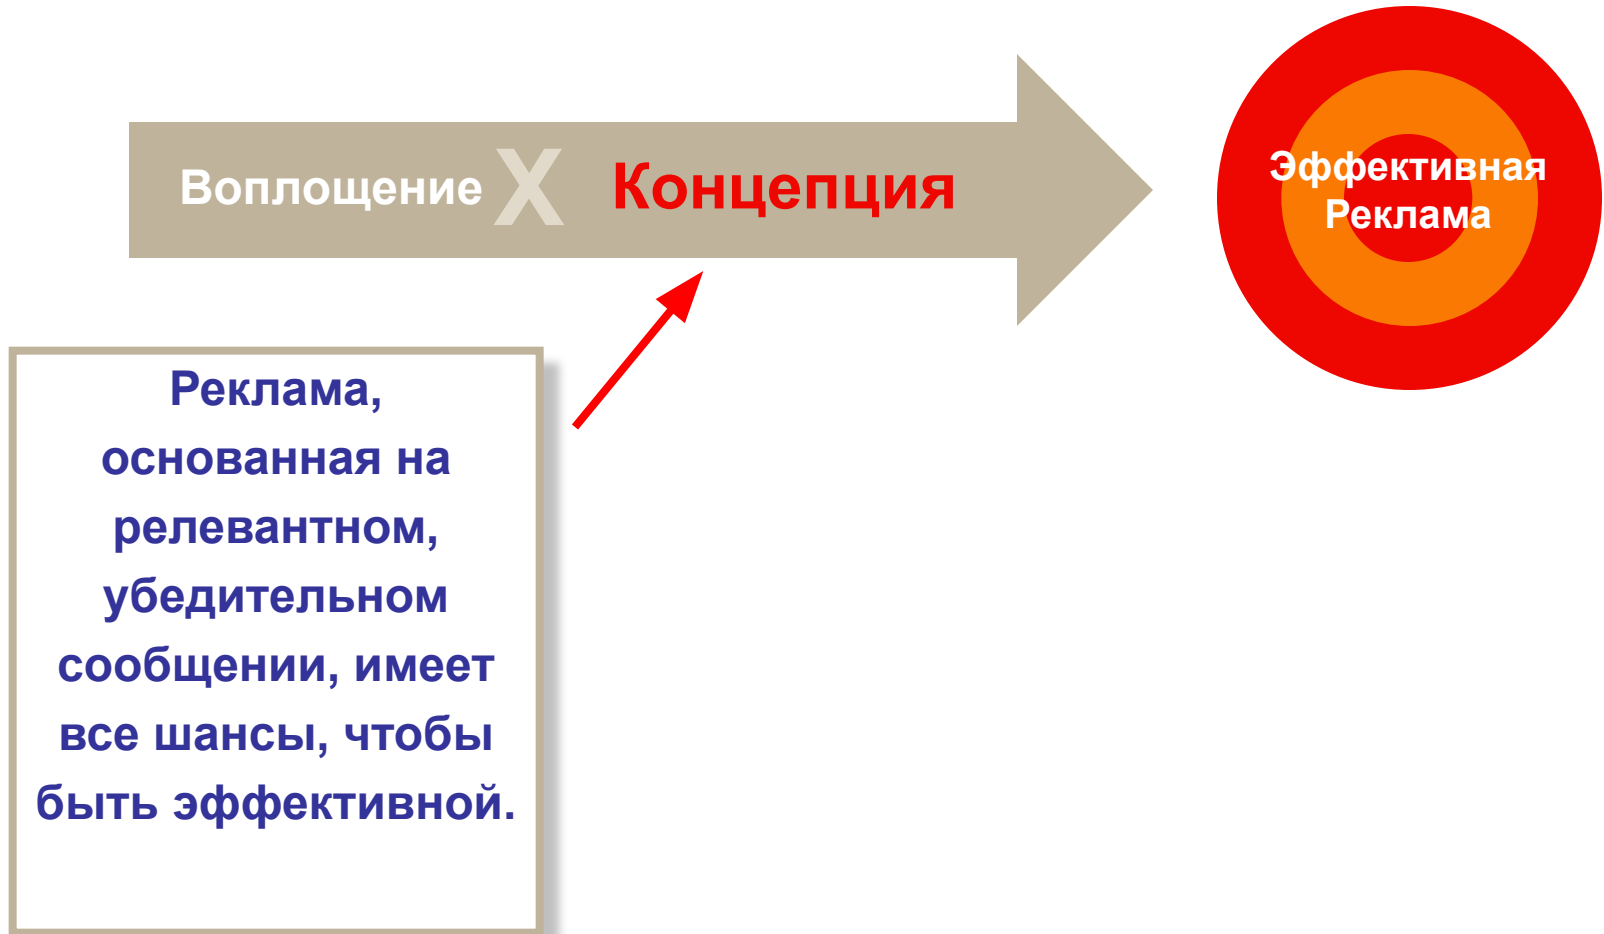 Воплощение X Концепция
Эффективная
Реклама
Реклама,
основанная на
релевантном,
убедительном
сообщении, имеет
все шансы, чтобы
быть эффективной.